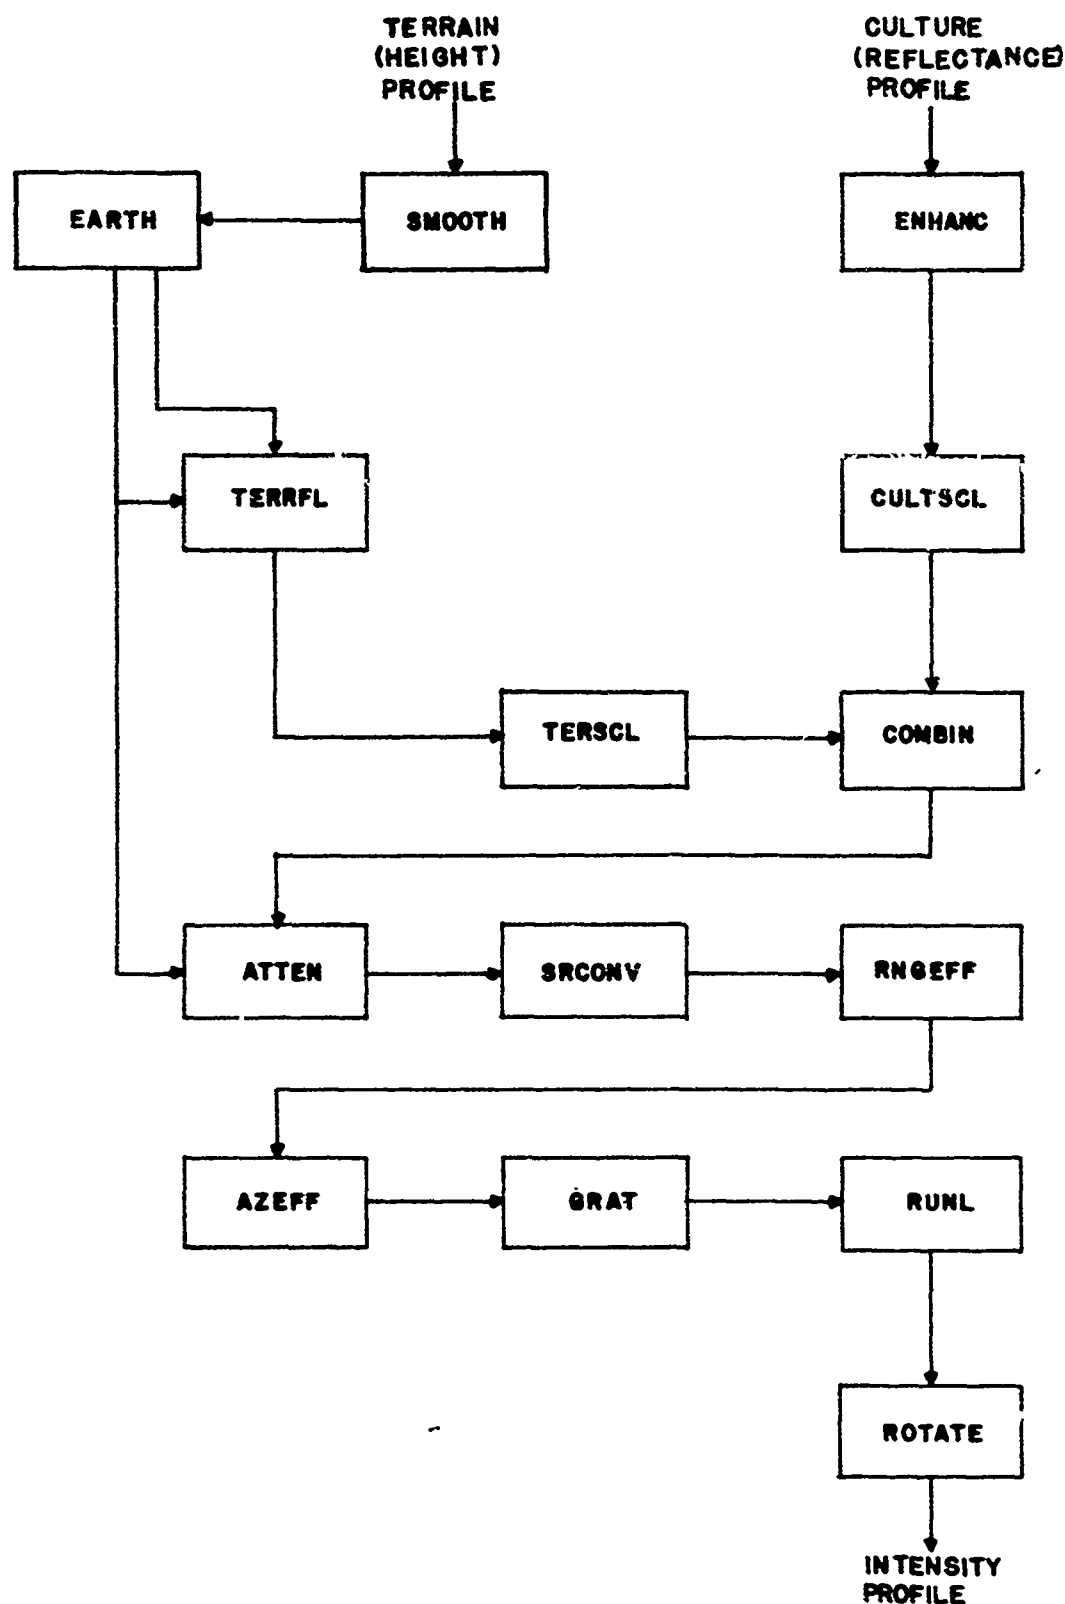 TERRAIN
(HEIGHT)
PROFILE
CULTURE
(REFLECTANCE)
PROFILE
EARTH
SMOOTH
ENHANC
TERRFL
CULTSCL
TERSCL
COMBIN
ATTEN
SRCONV
RNGEFF
AZEFF
GRAT
RUNL
ROTATE
INTENSITY
PROFILE